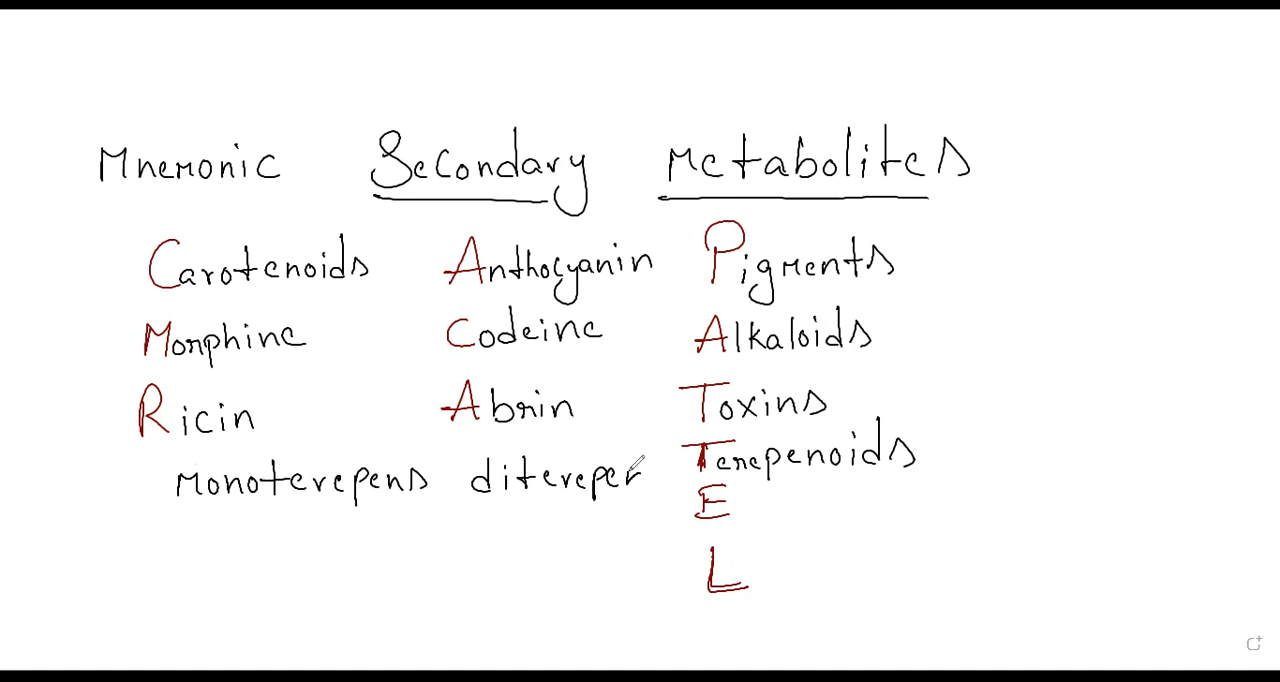 Mnemonic Secondary Metabolites
Carotenoids Anthocyanin Pigments
Morphine Codeine Alkaloids
Ricin Abrin Toxins
Monoterepens diterepen Terepenoids
E
L